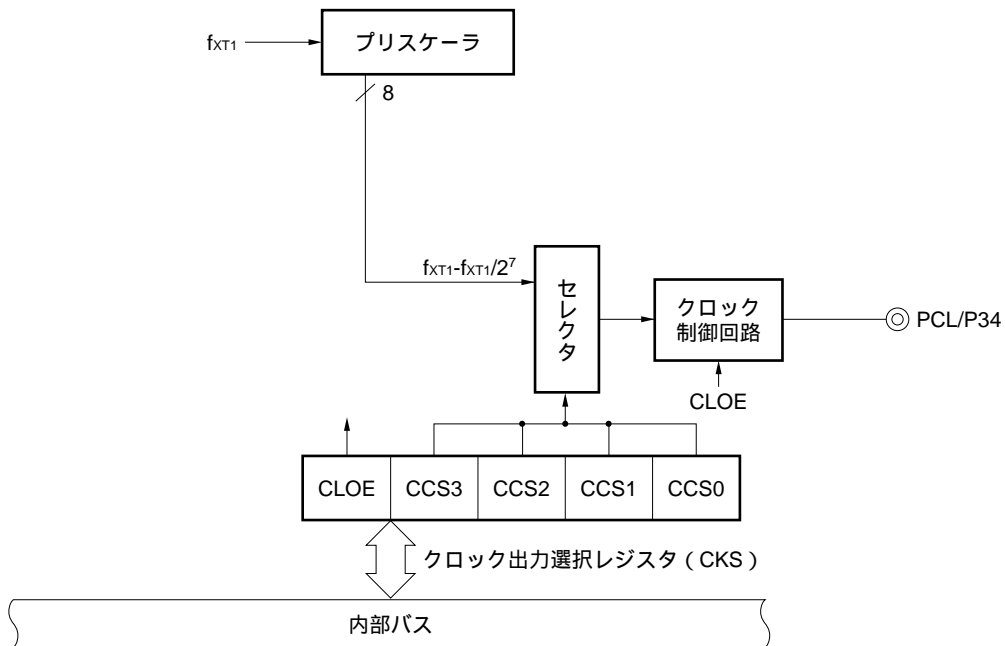 fXT1
プリスケーラ
8
fXT1-fXT1/2⁷
セレクタ
クロック
制御回路
PCL/P34
CLOE
CLOE CCS3 CCS2 CCS1 CCS0
クロック出力選択レジスタ（CKS）
内部バス